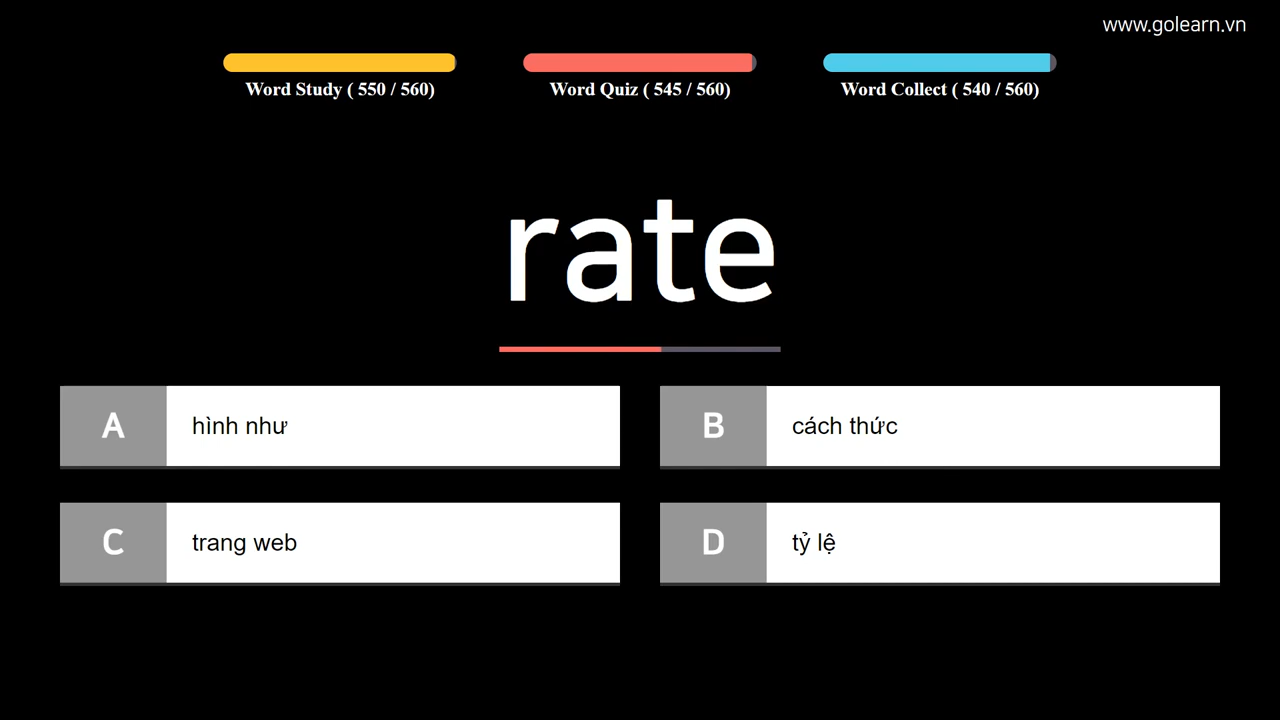 www.golearn.vn
Word Study ( 550 / 560)
Word Quiz ( 545 / 560)
Word Collect ( 540 / 560)
rate
A hình như
B cách thức
C trang web
D tỷ lệ